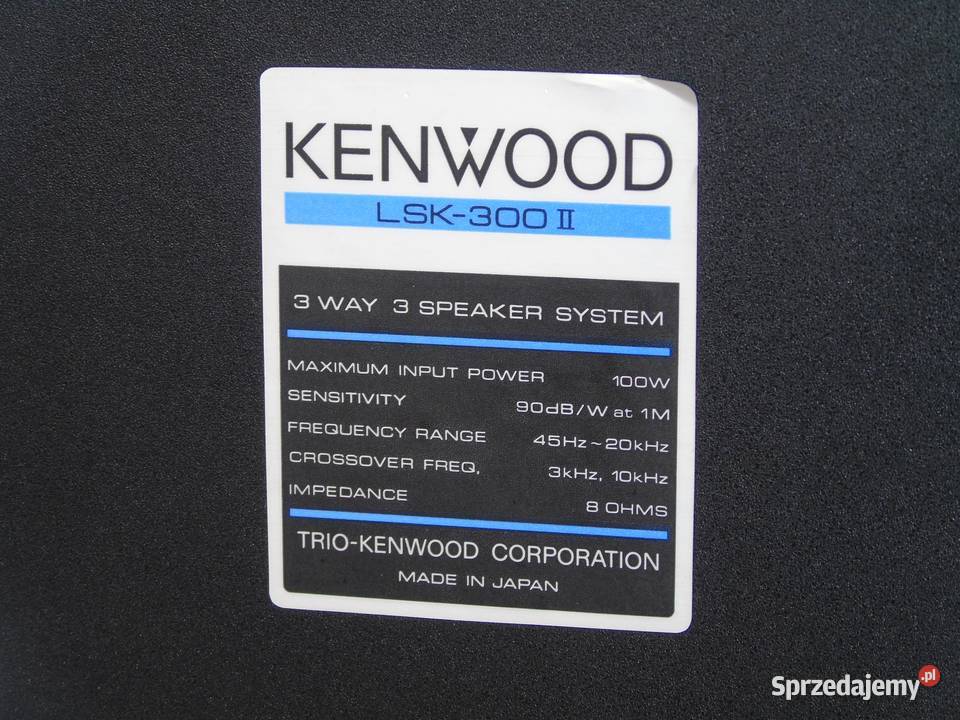 KENWOOD
LSK-300 II
3 WAY 3 SPEAKER SYSTEM
MAXIMUM INPUT POWER 100W
SENSITIVITY 90dB/W at 1M
FREQUENCY RANGE 45Hz~20kHz
CROSSOVER FREQ, 3kHz, 10kHz
IMPEDANCE 8 OHMS
TRIO-KENWOOD CORPORATION
MADE IN JAPAN
Sprzedajemy.pl